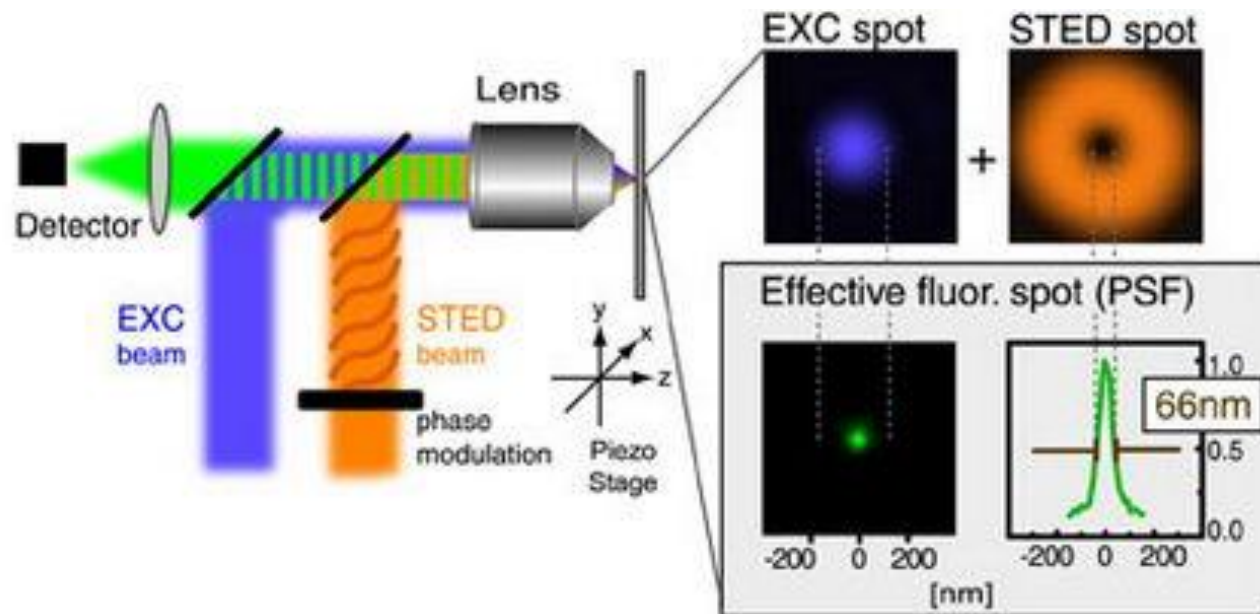 EXC spot
STED spot
Lens
+
Detector
EXC
beam
STED
beam
y
x
z
phase
modulation
Piezo
Stage
Effective fluor. spot (PSF)
1.0
66nm
0.5
0.0
-200 0 200
-200 0 200
[nm]